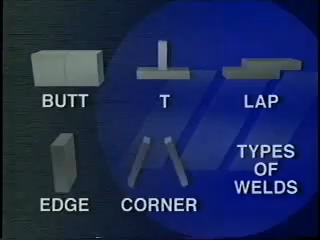 BUTT
T
LAP
EDGE
CORNER
TYPES
OF
WELDS